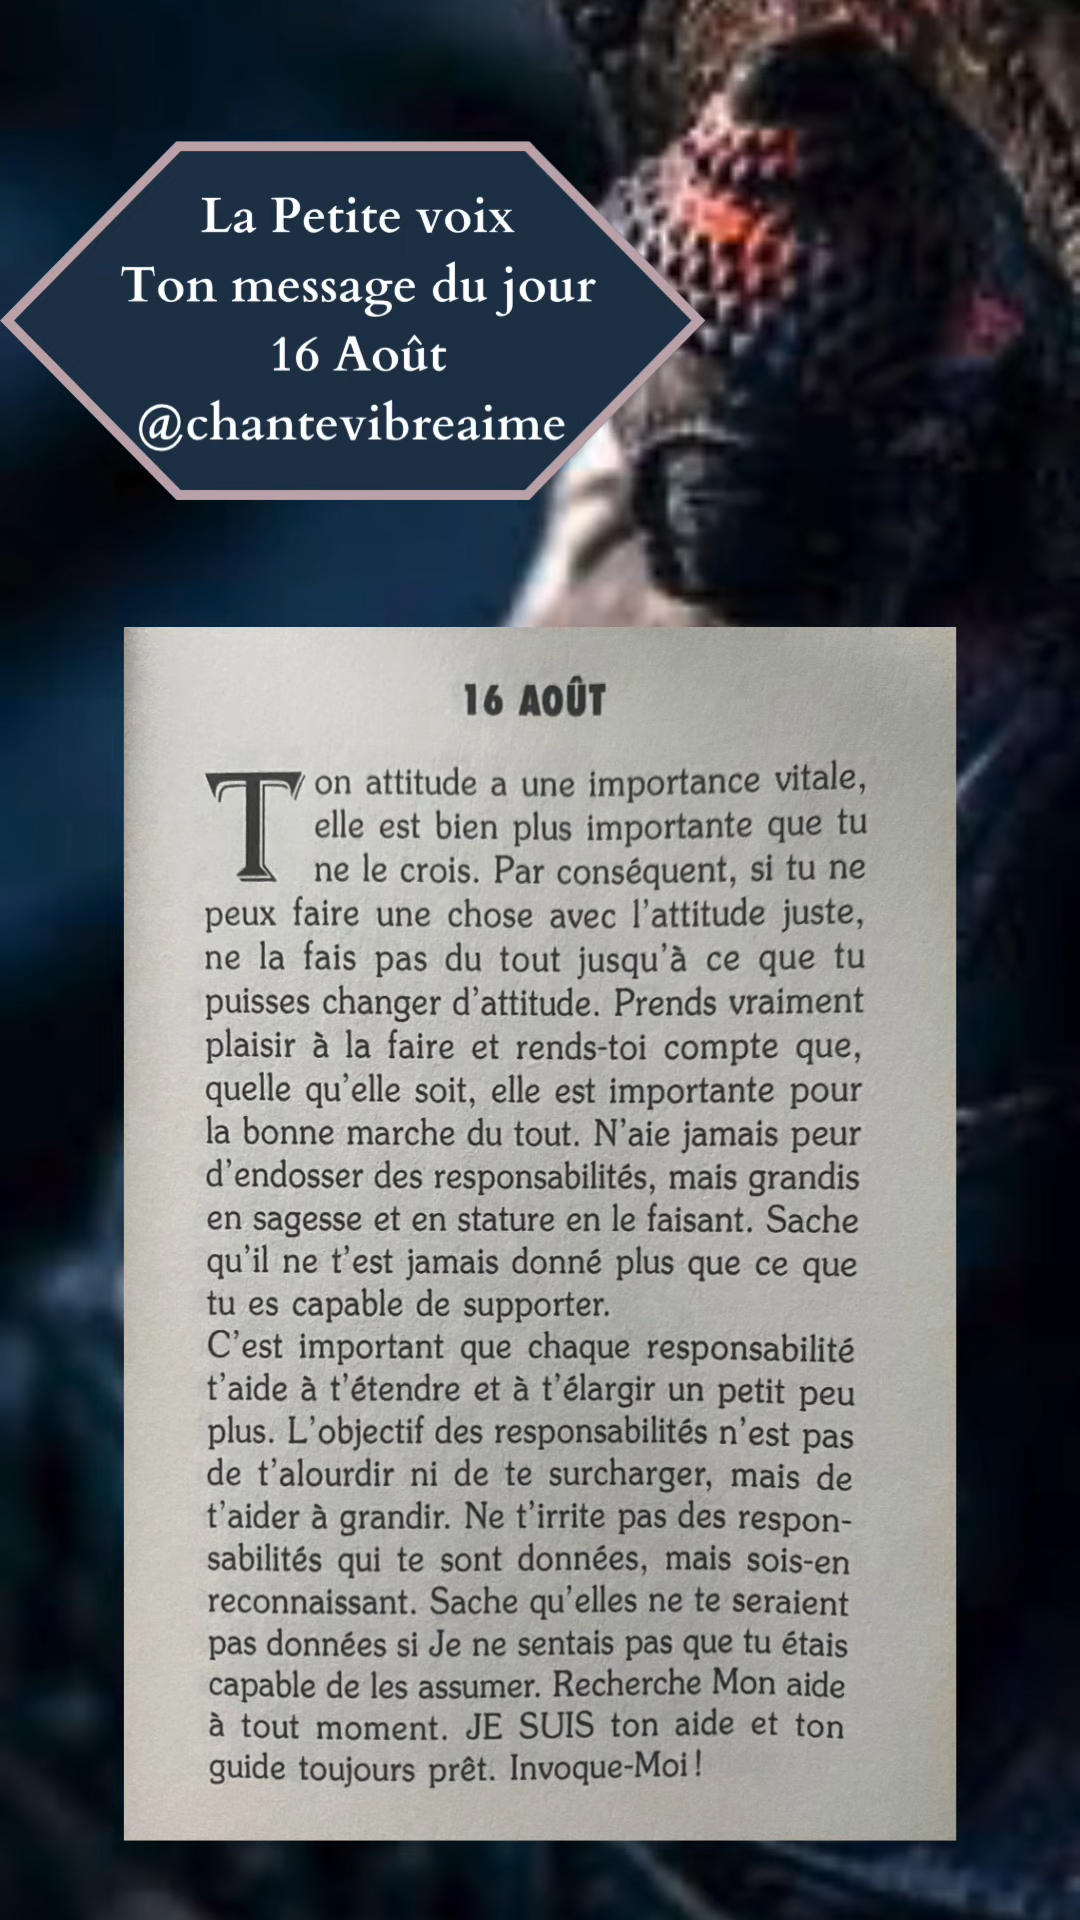 La Petite voix
Ton message du jour
16 Août
@chantevibreaime
16 AOÛT
Ton attitude a une importance vitale,
elle est bien plus importante que tu
ne le crois. Par conséquent, si tu ne
peux faire une chose avec l'attitude juste,
ne la fais pas du tout jusqu'à ce que tu
puisses changer d'attitude. Prends vraiment
plaisir à la faire et rends-toi compte que,
quelle qu'elle soit, elle est importante pour
la bonne marche du tout. N'aie jamais peur
d'endosser des responsabilités, mais grandis
en sagesse et en stature en le faisant. Sache
qu'il ne t'est jamais donné plus que ce que
tu es capable de supporter.
C'est important que chaque responsabilité
t'aide à t'étendre et à t'élargir un petit peu
plus. L'objectif des responsabilités n'est pas
de t'alourdir ni de te surcharger, mais de
t'aider à grandir. Ne t'irrite pas des respon-
sabilités qui te sont données, mais sois-en
reconnaissant. Sache qu'elles ne te seraient
pas données si Je ne sentais pas que tu étais
capable de les assumer. Recherche Mon aide
à tout moment. JE SUIS ton aide et ton
guide toujours prêt. Invoque-Moi !